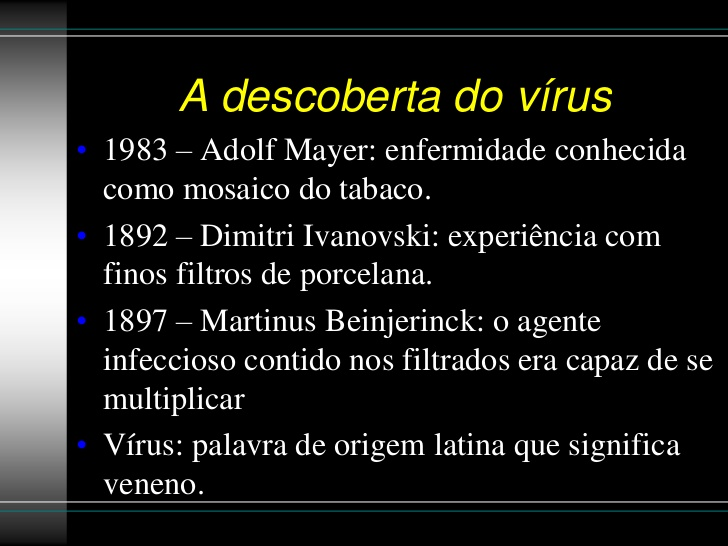 A descoberta do vírus
• 1983 – Adolf Mayer: enfermidade conhecida
como mosaico do tabaco.
• 1892 – Dimitri Ivanovski: experiência com
finos filtros de porcelana.
• 1897 – Martinus Beinjerinck: o agente
infeccioso contido nos filtrados era capaz de se
multiplicar
• Vírus: palavra de origem latina que significa
veneno.